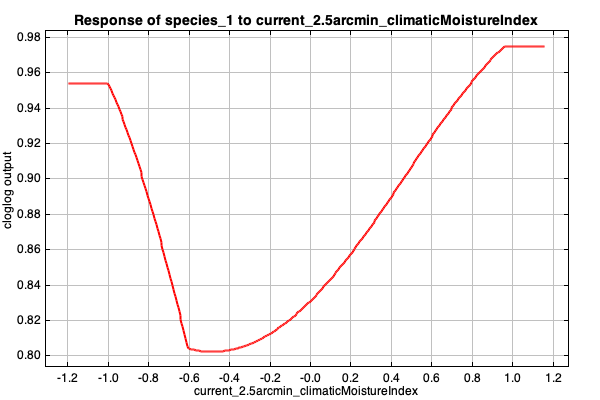 Response of species_1 to current_2.5arcmin_climaticMoistureIndex
0.98
0.96
0.94
0.92
0.90
0.88
0.86
0.84
0.82
0.80
cloglog output
-1.2 -1.0 -0.8 -0.6 -0.4 -0.2 -0.0 0.2 0.4 0.6 0.8 1.0 1.2
current_2.5arcmin_climaticMoistureIndex